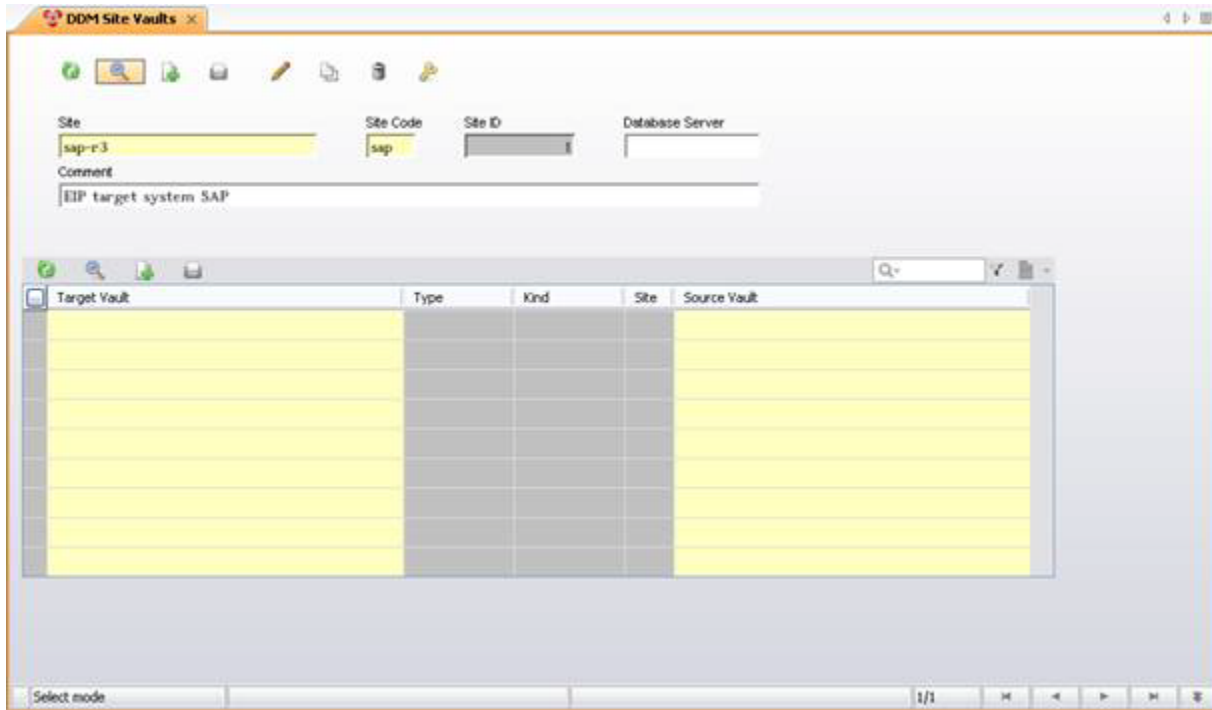 DDM Site Vaults
Site Site Code Site ID Database Server
sap-r3 sap 1
Comment
EIP target system SAP
Target Vault Type Kind Site Source Vault
Select mode 1/1